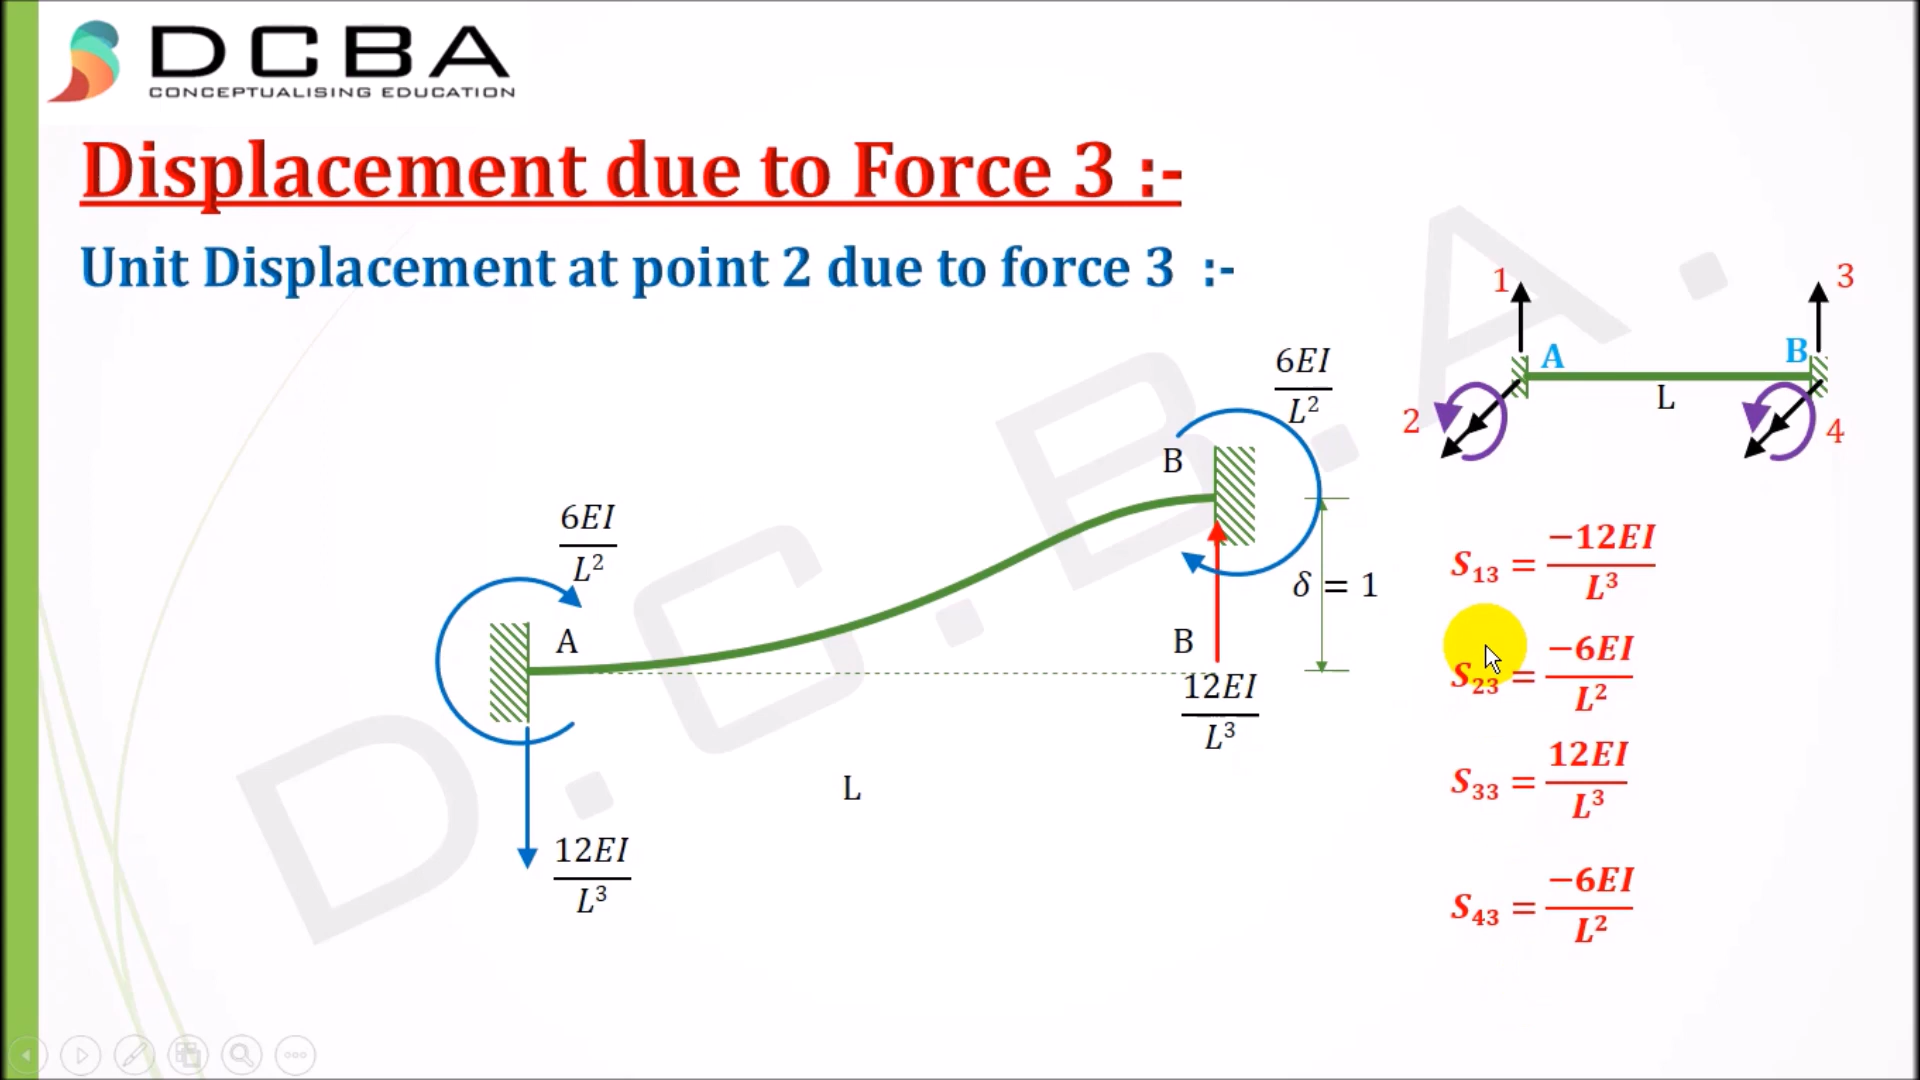 DCBA
CONCEPTUALISING EDUCATION
Displacement due to Force 3 :-
Unit Displacement at point 2 due to force 3 :-
1
3
A
B
L
2
4
6EI
L²
B
6EI
L²
A
δ = 1
B
12EI
L³
L
12EI
L³
S₁₃ = −12EI / L³
S₂₃ = −6EI / L²
S₃₃ = 12EI / L³
S₄₃ = −6EI / L²
D.C.B.A.